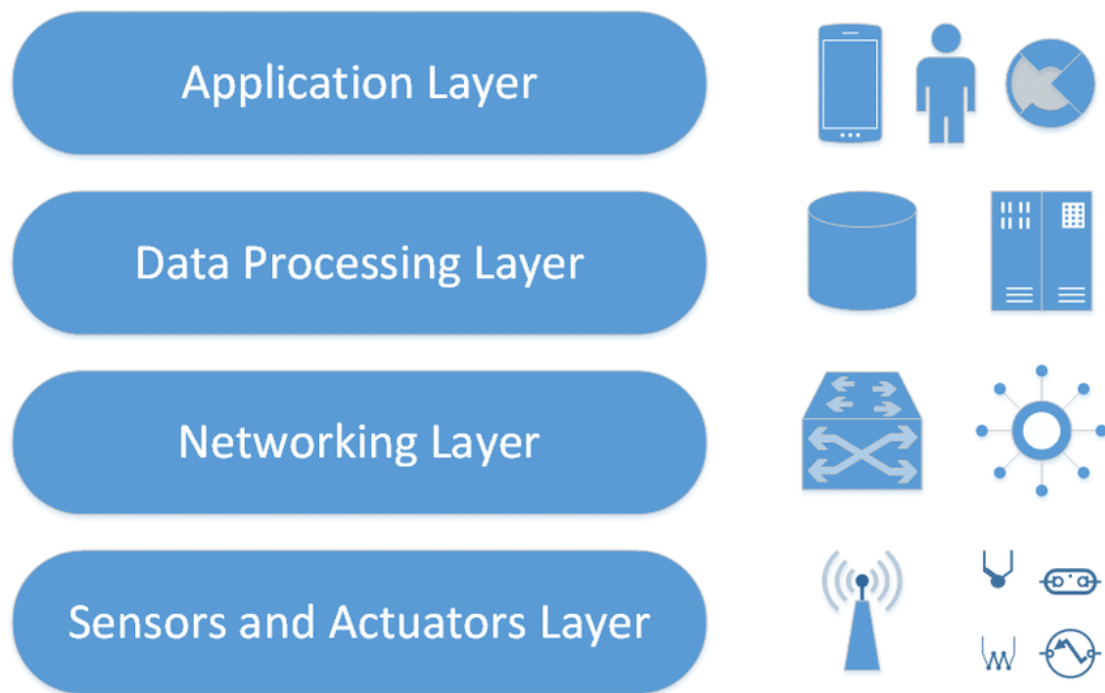 Application Layer
Data Processing Layer
Networking Layer
Sensors and Actuators Layer